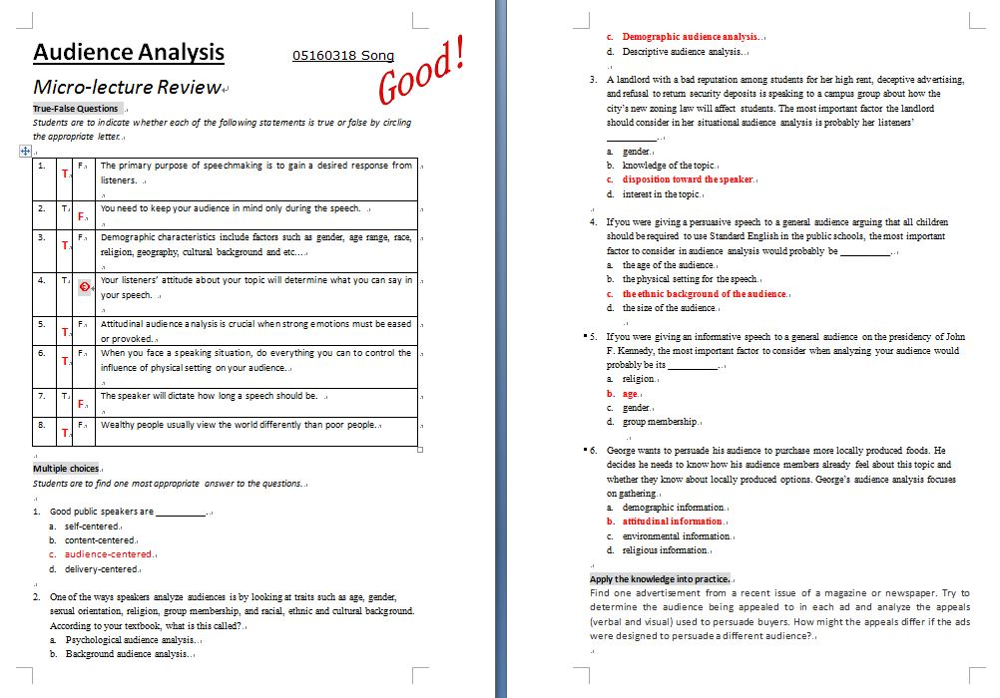 Audience Analysis 05160318 Song
Good!
Micro-lecture Review
True-False Questions
Students are to indicate whether each of the following statements is true or false by circling
the appropriate letter.
1. T. F. The primary purpose of speechmaking is to gain a desired response from
listeners.
2. T. F. You need to keep your audience in mind only during the speech.
3. T. F. Demographic characteristics include factors such as gender, age range, race,
religion, geography, cultural background and etc...
4. T. Your listeners' attitude about your topic will determine what you can say in
your speech.
5. T. F. Attitudinal audience analysis is crucial when strong emotions must be eased
or provoked.
6. T. F. When you face a speaking situation, do everything you can to control the
influence of physical setting on your audience.
7. T. F. The speaker will dictate how long a speech should be.
8. T. F. Wealthy people usually view the world differently than poor people.
Multiple choices
Students are to find one most appropriate answer to the questions.
1. Good public speakers are __________.
a. self-centered.
b. content-centered.
c. audience-centered.
d. delivery-centered.
2. One of the ways speakers analyze audiences is by looking at traits such as age, gender,
sexual orientation, religion, group membership, and racial, ethnic and cultural background.
According to your textbook, what is this called?
a. Psychological audience analysis.
b. Background audience analysis.
c. Demographic audience analysis.
d. Descriptive audience analysis.
3. A landlord with a bad reputation among students for her high rent, deceptive advertising,
and refusal to return security deposits is speaking to a campus group about how the
city's new zoning law will affect students. The most important factor the landlord
should consider in her situational audience analysis is probably her listeners'
__________.
a. gender.
b. knowledge of the topic.
c. disposition toward the speaker.
d. interest in the topic.
4. If you were giving a persuasive speech to a general audience arguing that all children
should be required to use Standard English in the public schools, the most important
factor to consider in audience analysis would probably be __________.
a. the age of the audience.
b. the physical setting for the speech.
c. the ethnic background of the audience.
d. the size of the audience.
5. If you were giving an informative speech to a general audience on the presidency of John
F. Kennedy, the most important factor to consider when analyzing your audience would
probably be its __________.
a. religion.
b. age.
c. gender.
d. group membership.
6. George wants to persuade his audience to purchase more locally produced foods. He
decides he needs to know how his audience members already feel about this topic and
whether they know about locally produced options. George's audience analysis focuses
on gathering.
a. demographic information.
b. attitudinal information.
c. environmental information.
d. religious information.
Apply the knowledge into practice.
Find one advertisement from a recent issue of a magazine or newspaper. Try to
determine the audience being appealed to in each ad and analyze the appeals
(verbal and visual) used to persuade buyers. How might the appeals differ if the ads
were designed to persuade a different audience?